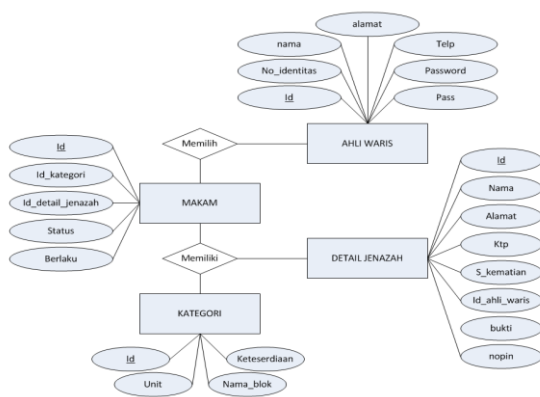 alamat
nama
Telp
No_identitas
Password
Id
Pass
Memilih
AHLI WARIS
Id
Id_kategori
Id_detail_jenazah
Status
Berlaku
MAKAM
Memiliki
DETAIL JENAZAH
Id
Nama
Alamat
Ktp
S_kematian
Id_ahli_waris
bukti
nopin
KATEGORI
Id
Keteserdiaan
Unit
Nama_blok